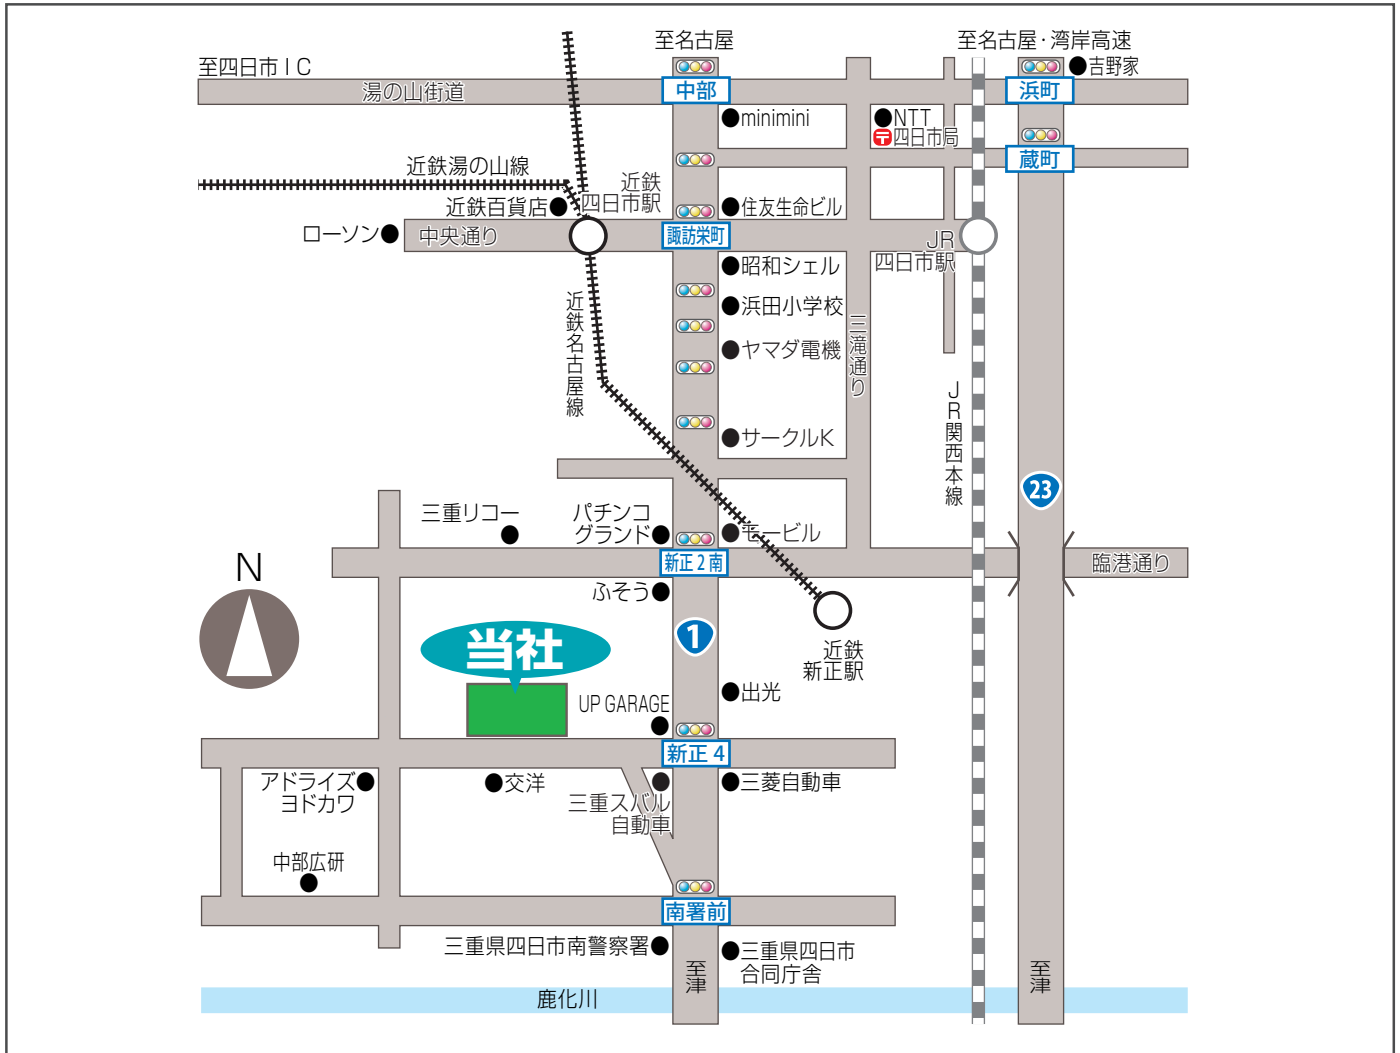 至名古屋
至名古屋・湾岸高速
至四日市IC
吉野家
湯の山街道
中部
浜町
minimini
NTT
〒四日市局
蔵町
近鉄湯の山線
近鉄
四日市駅
近鉄百貨店
住友生命ビル
ローソン
中央通り
諏訪栄町
JR
四日市駅
昭和シェル
近鉄名古屋線
浜田小学校
三滝通り
ヤマダ電機
JR関西本線
サークルK
23
三重リコー
パチンコ
グランド
モービル
N
新正2南
臨港通り
ふそう
1
当社
近鉄
新正駅
出光
UP GARAGE
新正4
アドライズ
ヨドカワ
交洋
三重スバル
自動車
三菱自動車
中部広研
南署前
三重県四日市南警察署
三重県四日市
合同庁舎
至津
至津
鹿化川